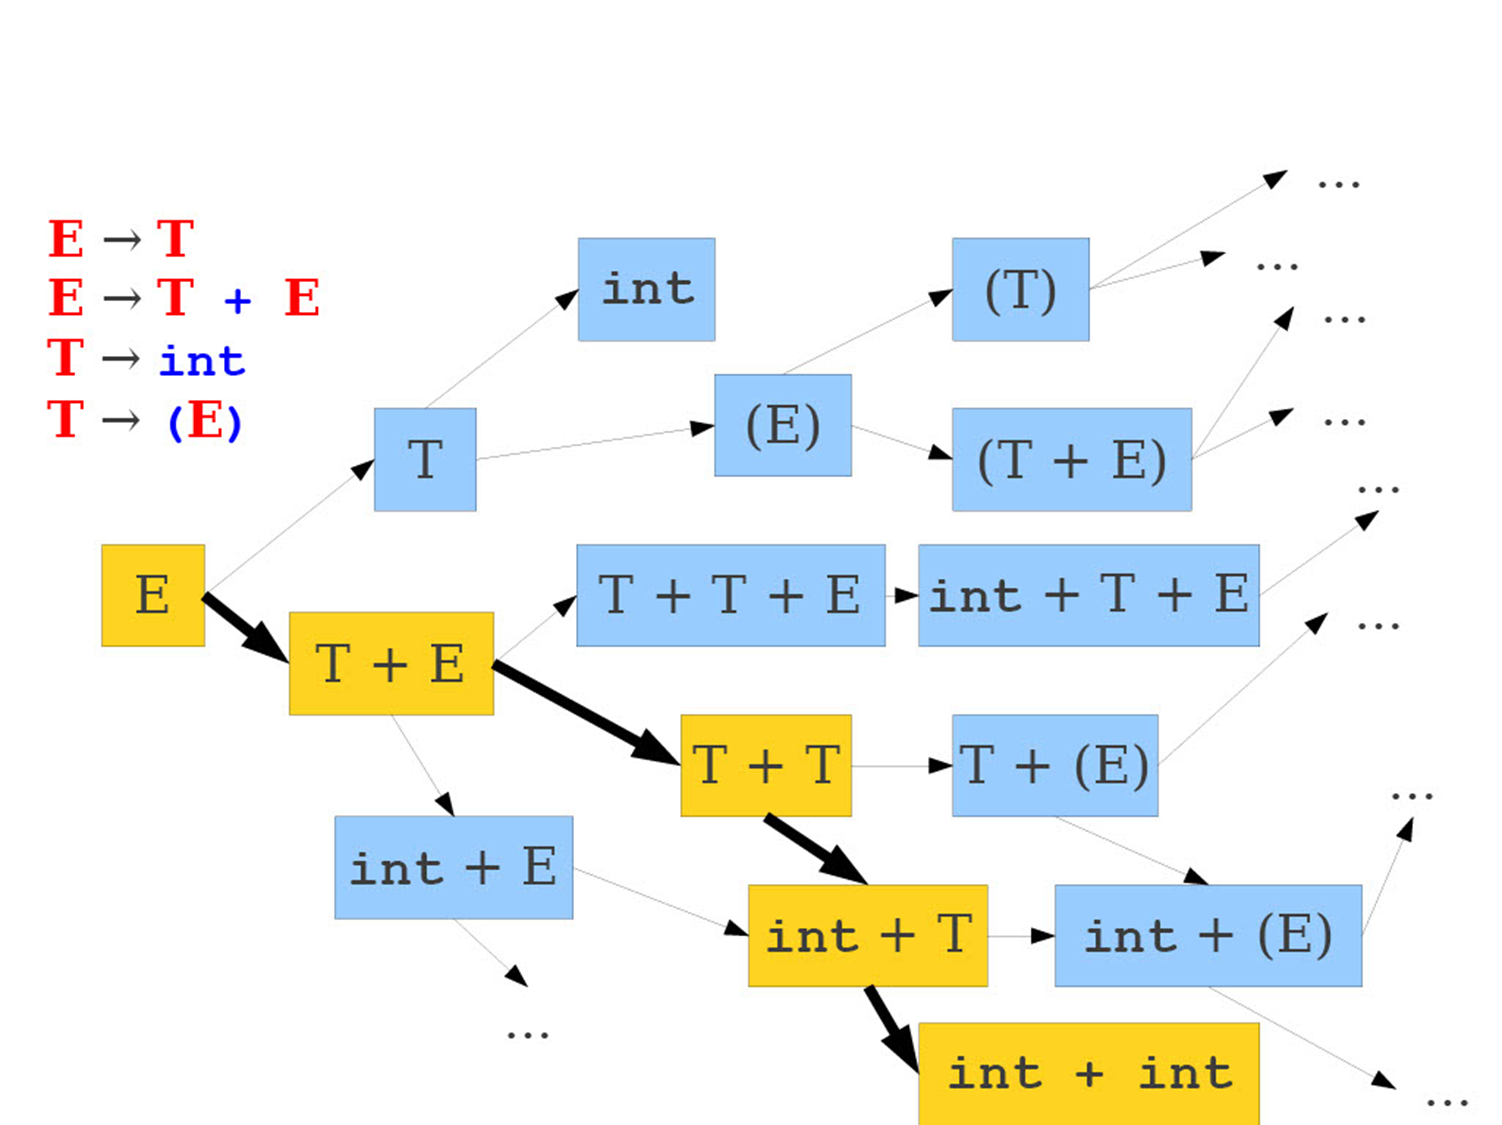 E → T
E → T + E
T → int
T → (E)
...
...
int
(T)
...
(E)
T
(T + E)
...
...
E
T + T + E
int + T + E
...
T + E
T + T
T + (E)
...
int + E
int + T
int + (E)
...
int + int
...